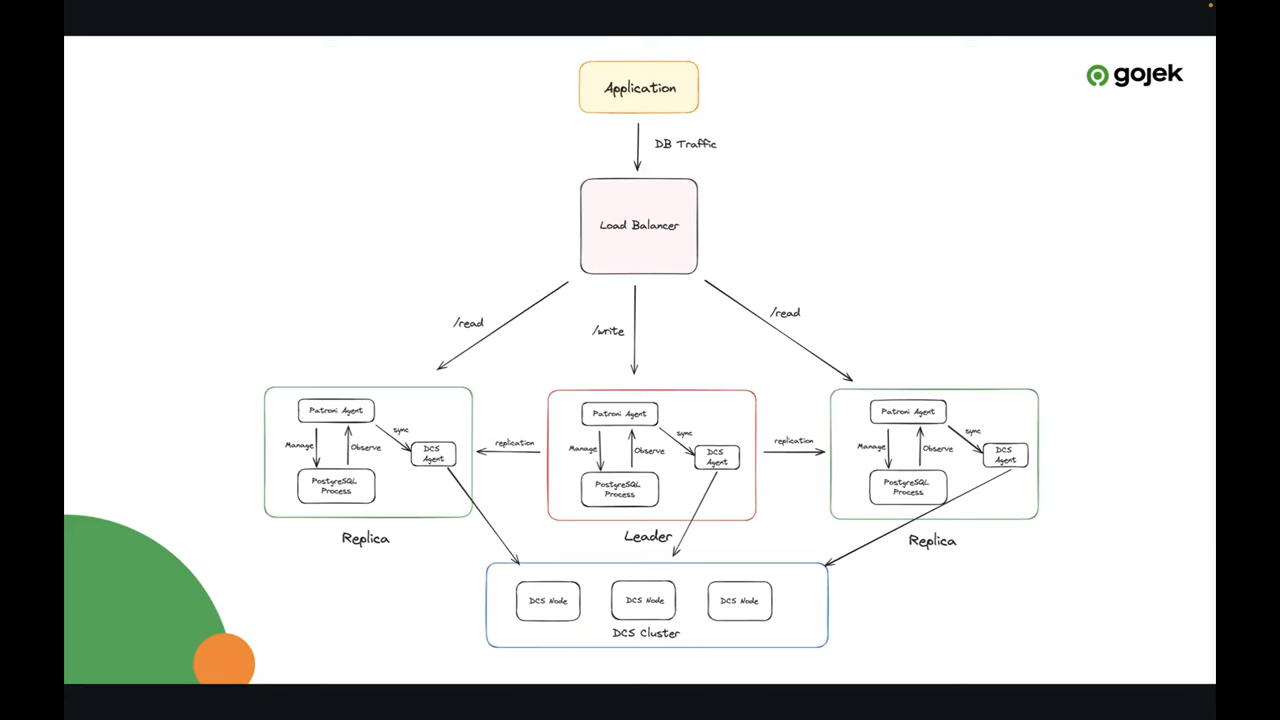 gojek
Application
DB Traffic
Load Balancer
/read
/write
/read
Patroni Agent
sync
Manage
Observe
DCS
Agent
PostgreSQL
Process
Replica
replication
Patroni Agent
sync
Manage
Observe
DCS
Agent
PostgreSQL
Process
Leader
replication
Patroni Agent
sync
Manage
Observe
DCS
Agent
PostgreSQL
Process
Replica
DCS Node
DCS Node
DCS Node
DCS Cluster